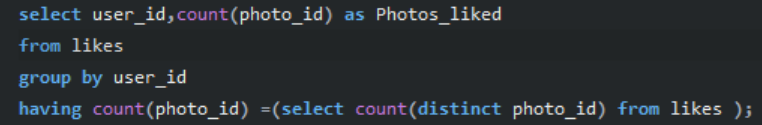 select user_id,count(photo_id) as Photos_liked
from likes
group by user_id
having count(photo_id) =(select count(distinct photo_id) from likes );